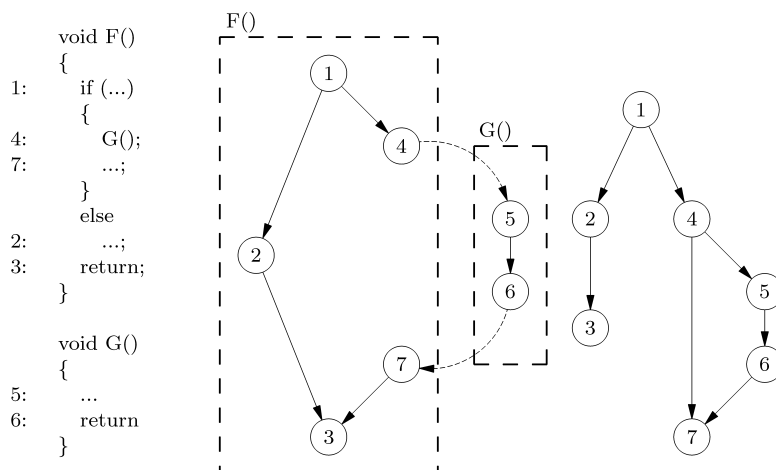 void F()
{
1: if (...)
{
4: G();
7: ...;
}
else
2: ...;
3: return;
}
void G()
{
5: ...
6: return
}
F()
1
4
2
7
3
G()
5
6
1
2
4
3
5
6
7